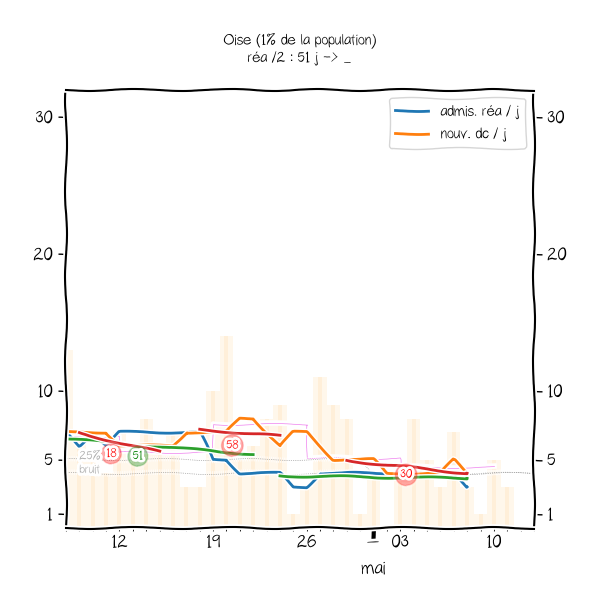 Oise (1% de la population)
réa /2 : 51 j -> _
admis. réa / j
nouv. dc / j
30 30
20 20
10 10
5 5
1 1
25%
bruit
18 51 58 30
12 19 26 03 10
mai